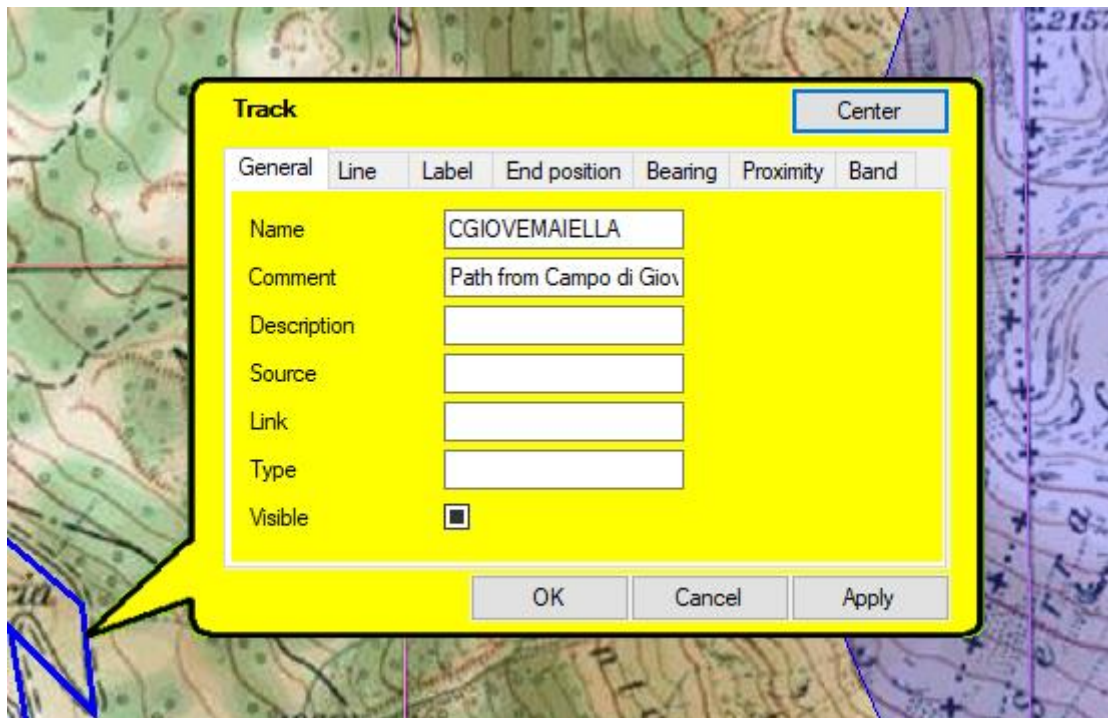 2157
Track
Center
General Line Label End position Bearing Proximity Band
Name CGIOVEMAIELLA
Comment Path from Campo di Giov
Description
Source
Link
Type
Visible
OK Cancel Apply